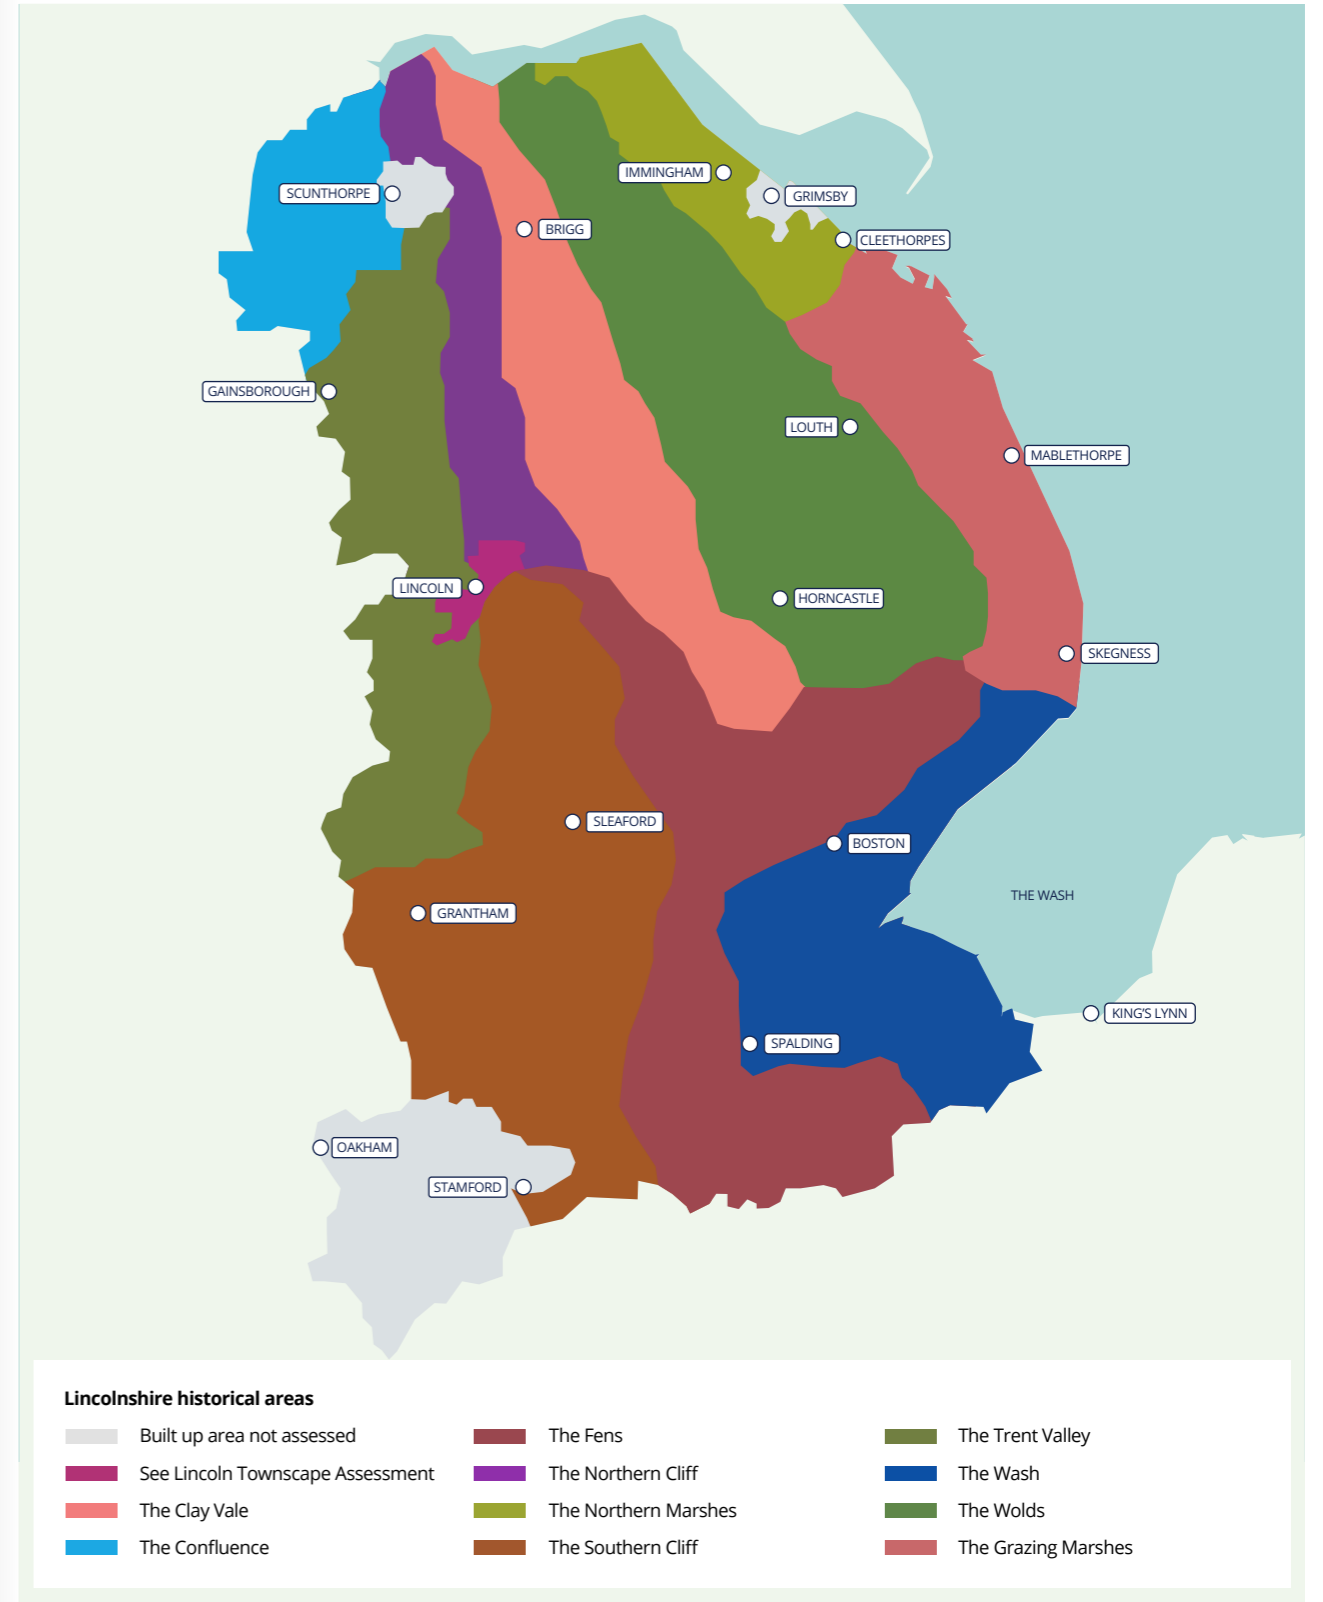 IMMINGHAM
SCUNTHORPE
GRIMSBY
BRIGG
CLEETHORPES
GAINSBOROUGH
LOUTH
MABLETHORPE
LINCOLN
HORNCASTLE
SKEGNESS
SLEAFORD
BOSTON
THE WASH
GRANTHAM
KING'S LYNN
SPALDING
OAKHAM
STAMFORD
Lincolnshire historical areas
Built up area not assessed
See Lincoln Townscape Assessment
The Clay Vale
The Confluence
The Fens
The Northern Cliff
The Northern Marshes
The Southern Cliff
The Trent Valley
The Wash
The Wolds
The Grazing Marshes